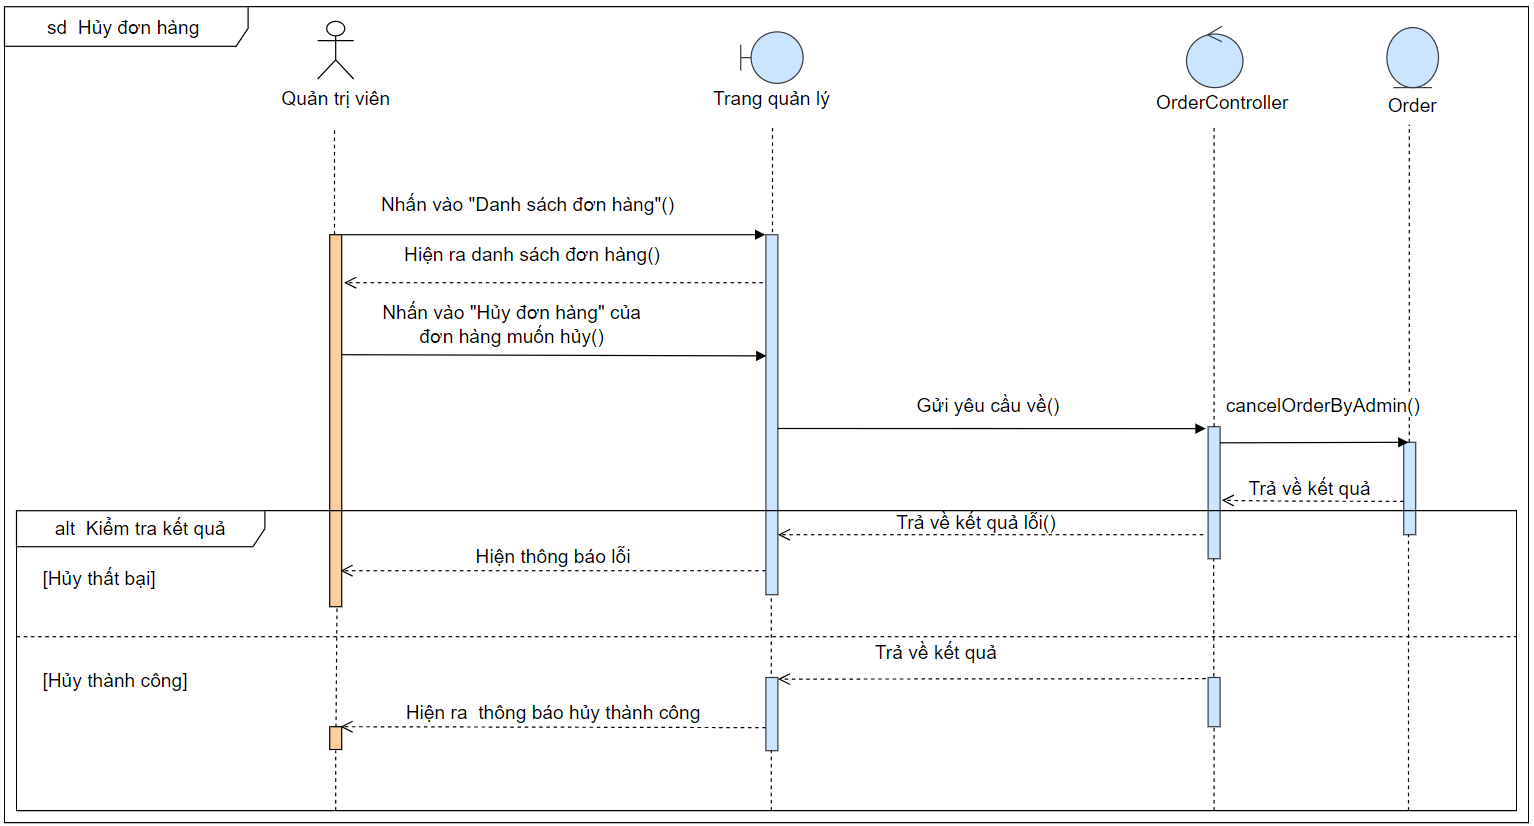 sd  Hủy đơn hàng
Quản trị viên
Trang quản lý
OrderController
Order
Nhấn vào "Danh sách đơn hàng"()
Hiện ra danh sách đơn hàng()
Nhấn vào "Hủy đơn hàng" của
đơn hàng muốn hủy()
Gửi yêu cầu về()
cancelOrderByAdmin()
Trả về kết quả
alt  Kiểm tra kết quả
Trả về kết quả lỗi()
Hiện thông báo lỗi
[Hủy thất bại]
Trả về kết quả
[Hủy thành công]
Hiện ra  thông báo hủy thành công